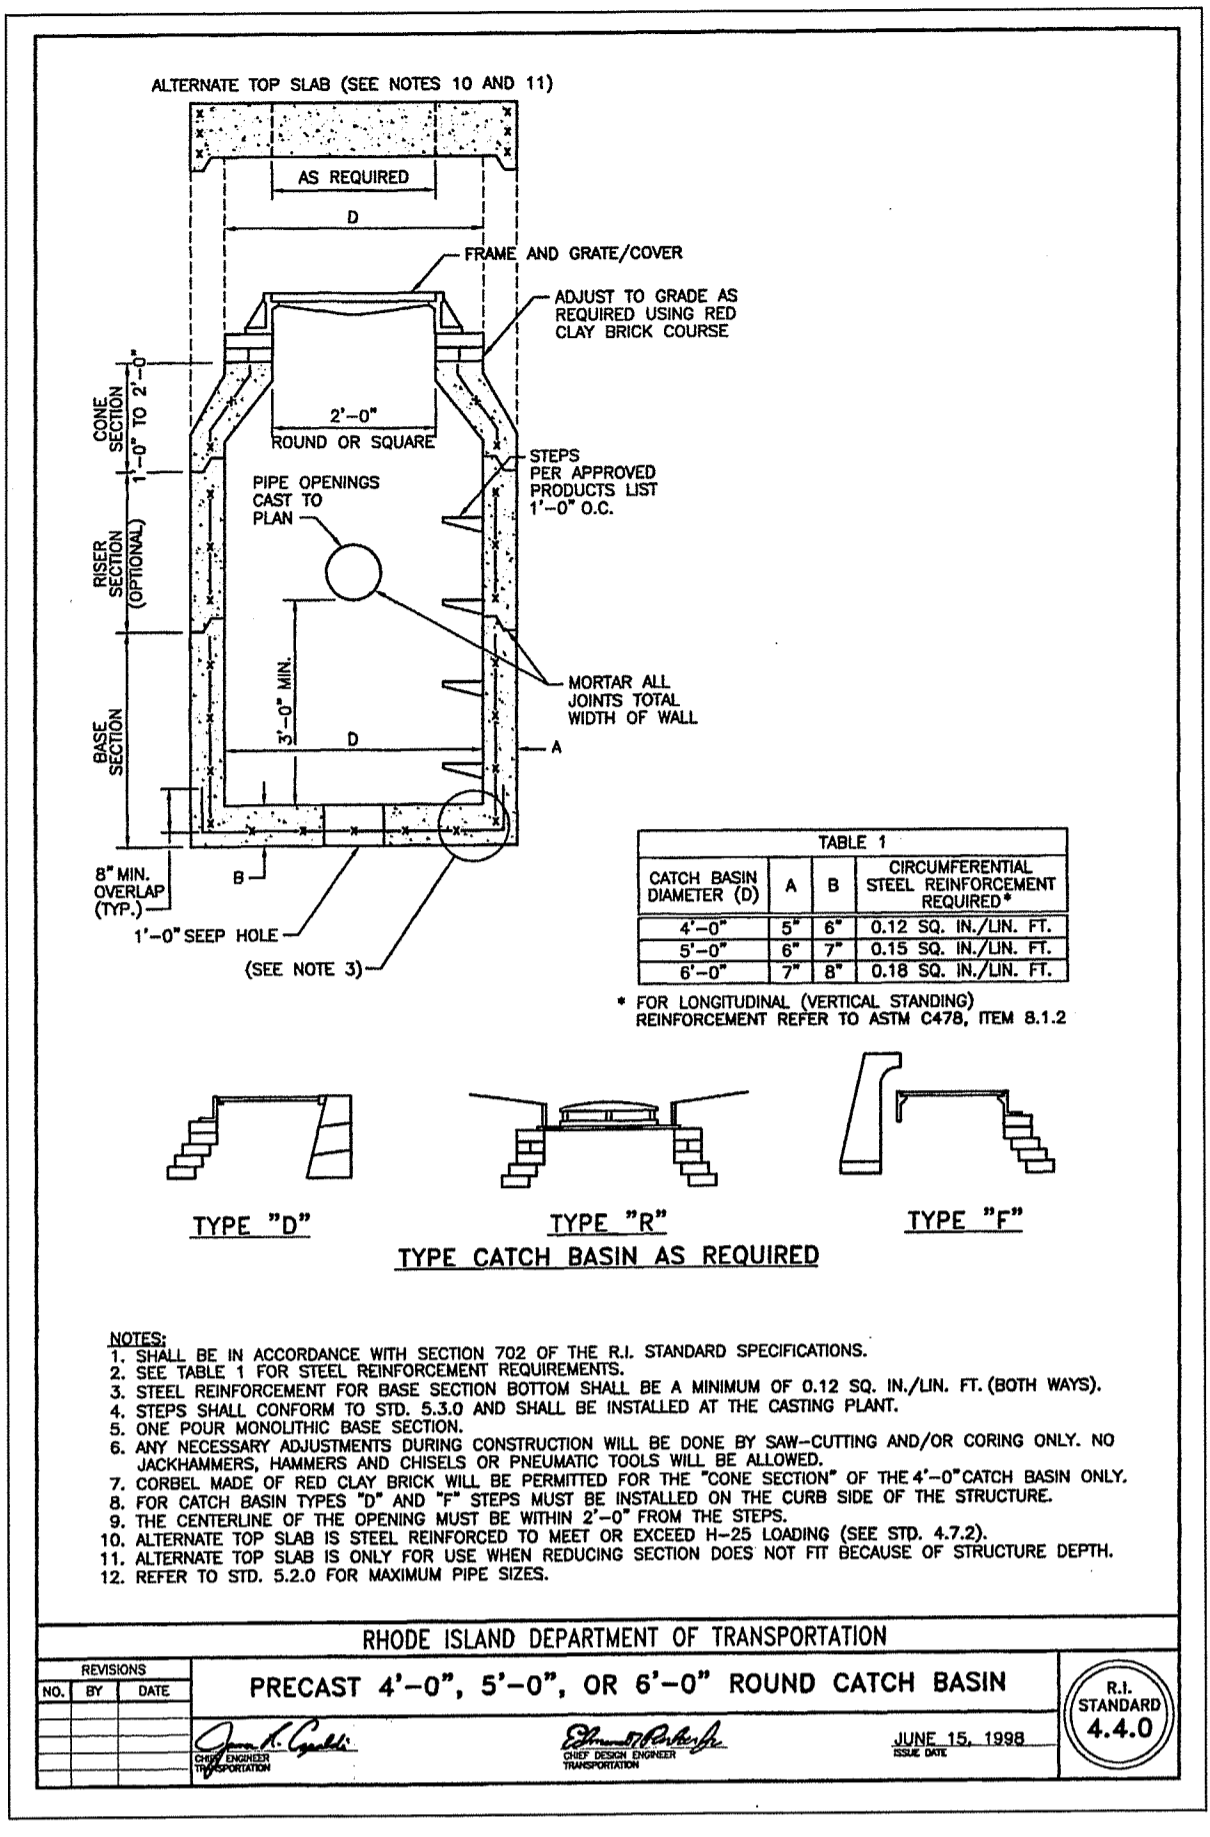 ALTERNATE TOP SLAB (SEE NOTES 10 AND 11)
AS REQUIRED
D
FRAME AND GRATE/COVER
ADJUST TO GRADE AS
REQUIRED USING RED
CLAY BRICK COURSE
CONE
SECTION
1'-0" TO 2'-0"
2'-0"
ROUND OR SQUARE
STEPS
PER APPROVED
PRODUCTS LIST
1'-0" O.C.
PIPE OPENINGS
CAST TO
PLAN
RISER
SECTION
(OPTIONAL)
3'-0" MIN.
MORTAR ALL
JOINTS TOTAL
WIDTH OF WALL
BASE
SECTION
D
A
8" MIN.
OVERLAP
(TYP.)
B
1'-0" SEEP HOLE
(SEE NOTE 3)
TABLE 1
CATCH BASIN
DIAMETER (D)
A
B
CIRCUMFERENTIAL
STEEL REINFORCEMENT
REQUIRED*
4'-0" 5" 6" 0.12 SQ. IN./LIN. FT.
5'-0" 6" 7" 0.15 SQ. IN./LIN. FT.
6'-0" 7" 8" 0.18 SQ. IN./LIN. FT.
* FOR LONGITUDINAL (VERTICAL STANDING)
REINFORCEMENT REFER TO ASTM C478, ITEM 8.1.2
TYPE "D"
TYPE "R"
TYPE "F"
TYPE CATCH BASIN AS REQUIRED
NOTES:
1. SHALL BE IN ACCORDANCE WITH SECTION 702 OF THE R.I. STANDARD SPECIFICATIONS.
2. SEE TABLE 1 FOR STEEL REINFORCEMENT REQUIREMENTS.
3. STEEL REINFORCEMENT FOR BASE SECTION BOTTOM SHALL BE A MINIMUM OF 0.12 SQ. IN./LIN. FT. (BOTH WAYS).
4. STEPS SHALL CONFORM TO STD. 5.3.0 AND SHALL BE INSTALLED AT THE CASTING PLANT.
5. ONE POUR MONOLITHIC BASE SECTION.
6. ANY NECESSARY ADJUSTMENTS DURING CONSTRUCTION WILL BE DONE BY SAW-CUTTING AND/OR CORING ONLY. NO
JACKHAMMERS, HAMMERS AND CHISELS OR PNEUMATIC TOOLS WILL BE ALLOWED.
7. CORBEL MADE OF RED CLAY BRICK WILL BE PERMITTED FOR THE "CONE SECTION" OF THE 4'-0" CATCH BASIN ONLY.
8. FOR CATCH BASIN TYPES "D" AND "F" STEPS MUST BE INSTALLED ON THE CURB SIDE OF THE STRUCTURE.
9. THE CENTERLINE OF THE OPENING MUST BE WITHIN 2'-0" FROM THE STEPS.
10. ALTERNATE TOP SLAB IS STEEL REINFORCED TO MEET OR EXCEED H-25 LOADING (SEE STD. 4.7.2).
11. ALTERNATE TOP SLAB IS ONLY FOR USE WHEN REDUCING SECTION DOES NOT FIT BECAUSE OF STRUCTURE DEPTH.
12. REFER TO STD. 5.2.0 FOR MAXIMUM PIPE SIZES.
RHODE ISLAND DEPARTMENT OF TRANSPORTATION
REVISIONS
NO. BY DATE
PRECAST 4'-0", 5'-0", OR 6'-0" ROUND CATCH BASIN
CHIEF ENGINEER
TRANSPORTATION
CHIEF DESIGN ENGINEER
TRANSPORTATION
JUNE 15, 1998
ISSUE DATE
R.I.
STANDARD
4.4.0